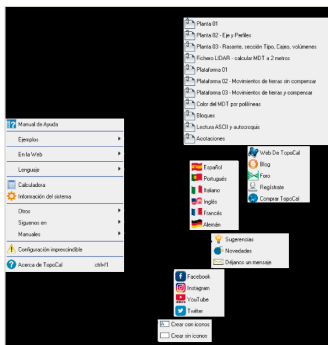 Planta 01
Planta 02 - Eje y Perfiles
Planta 03 - Rasante, sección Tipo, Cajeo, volúmenes
Fichero LIDAR - calcular MDT a 2 metros
Plataforma 01
Plataforma 02 - Movimientos de tierras sin compensar
Plataforma 03 - Movimientos de tierras y compensar
Color del MDT por polilíneas
Bloques
Lectura ASCII y autocroquis
Acotaciones
Manual de Ayuda
Ejemplos
En la Web
Lenguaje
Calculadora
Información del sistema
Otros
Síguenos en
Manuales
Configuración imprescindible
Acerca de TopoCal ctrl+f1
Web De TopoCal
Blog
Foro
Regístrate
Comprar TopoCal
Español
Portugués
Italiano
Inglés
Francés
Alemán
Sugerencias
Novedades
Déjanos un mensaje
Facebook
Instagram
YouTube
Twitter
Crear con iconos
Crear sin iconos